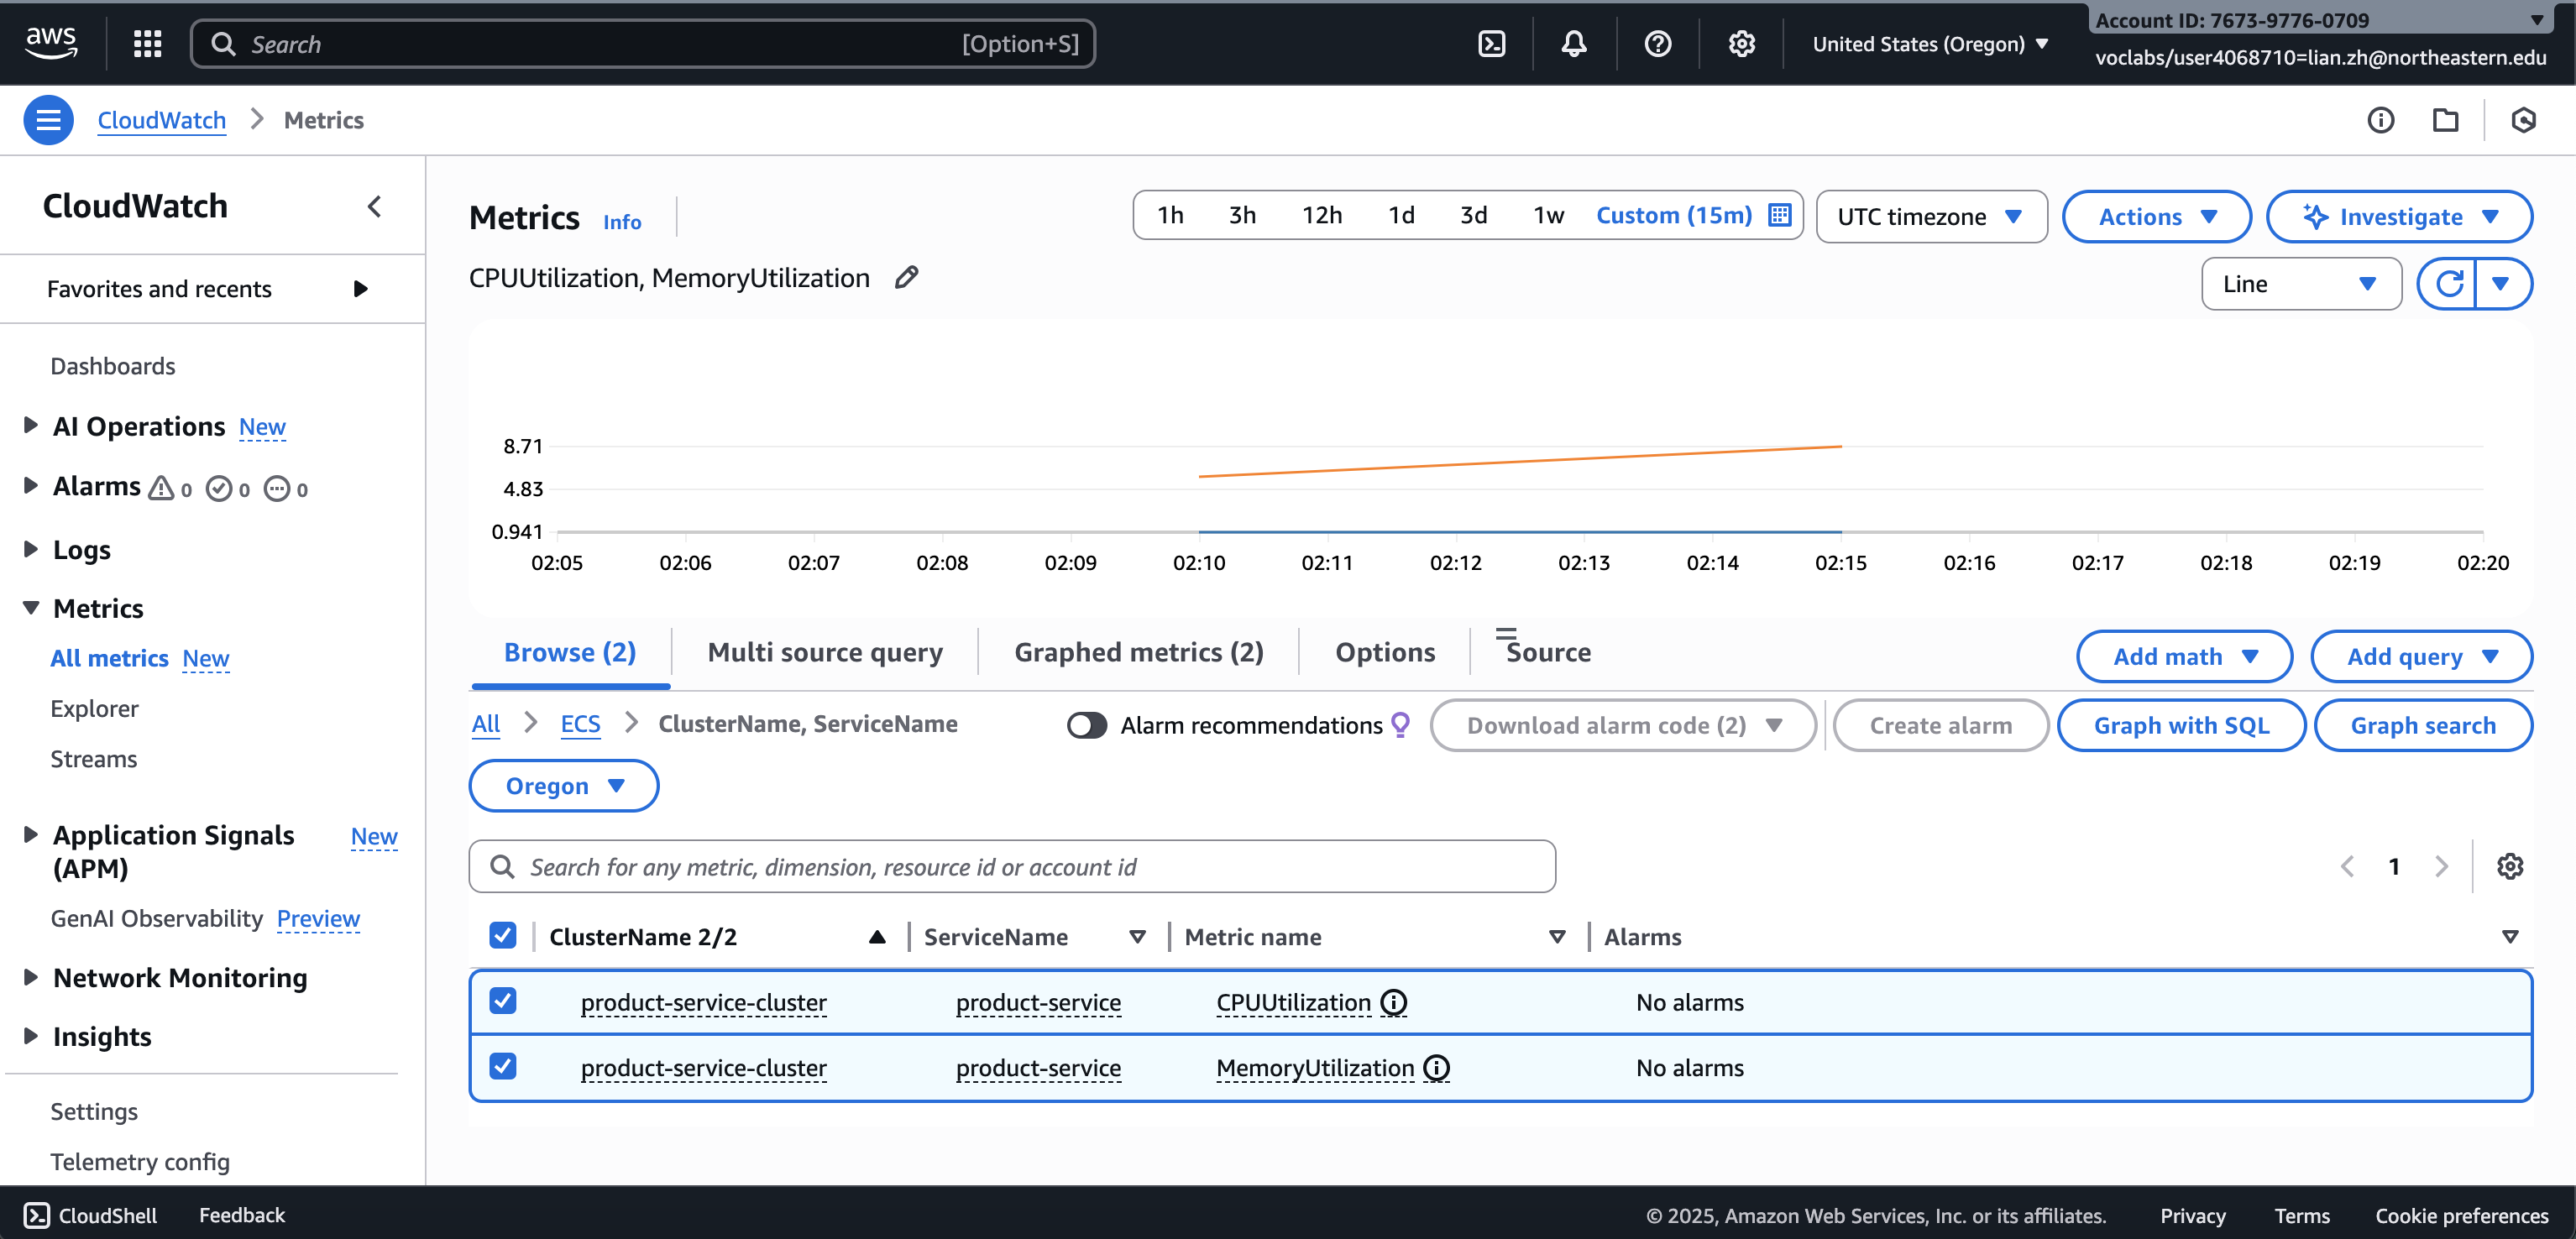 aws
Search [Option+S]
United States (Oregon)
Account ID: 7673-9776-0709
voclabs/user4068710=lian.zh@northeastern.edu
CloudWatch Metrics
CloudWatch
Favorites and recents
Dashboards
AI Operations New
Alarms 0 0 0
Logs
Metrics
All metrics New
Explorer
Streams
Application Signals (APM) New
GenAI Observability Preview
Network Monitoring
Insights
Settings
Telemetry config
Metrics Info
1h 3h 12h 1d 3d 1w Custom (15m)
UTC timezone
Actions
Investigate
CPUUtilization, MemoryUtilization
Line
8.71
4.83
0.941
02:05 02:06 02:07 02:08 02:09 02:10 02:11 02:12 02:13 02:14 02:15 02:16 02:17 02:18 02:19 02:20
Browse (2) Multi source query Graphed metrics (2) Options Source
Add math Add query
All ECS ClusterName, ServiceName
Alarm recommendations
Download alarm code (2) Create alarm Graph with SQL Graph search
Oregon
Search for any metric, dimension, resource id or account id
1
ClusterName 2/2 ServiceName Metric name Alarms
product-service-cluster product-service CPUUtilization No alarms
product-service-cluster product-service MemoryUtilization No alarms
CloudShell Feedback
© 2025, Amazon Web Services, Inc. or its affiliates. Privacy Terms Cookie preferences